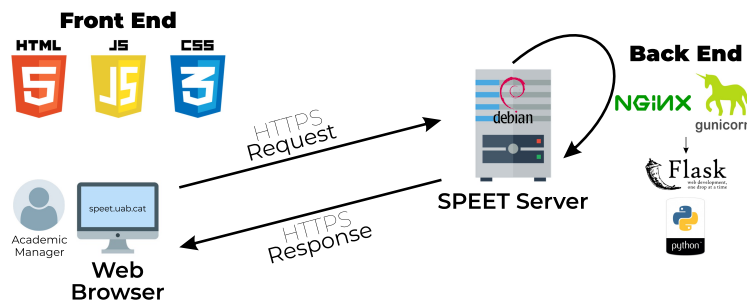 Front End
HTML
JS
CSS
5
JS
3
Back End
NGINX
gunicorn
debian
HTTPS
Request
Flask
web development,
one drop at a time
speet.uab.cat
SPEET Server
python
HTTPS
Response
Academic
Manager
Web
Browser